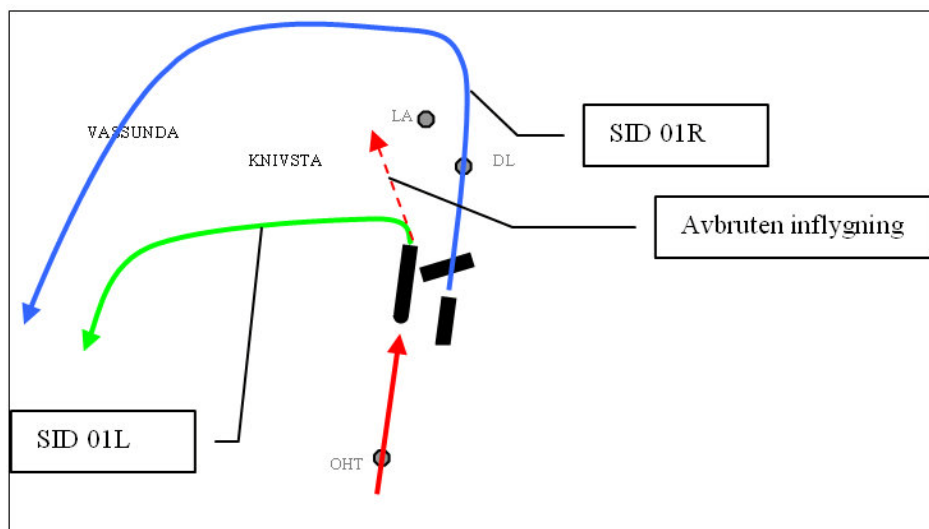 LA
VASSUNDA
SID 01R
KNIVSTA
DL
Avbruten inflygning
SID 01L
OHT